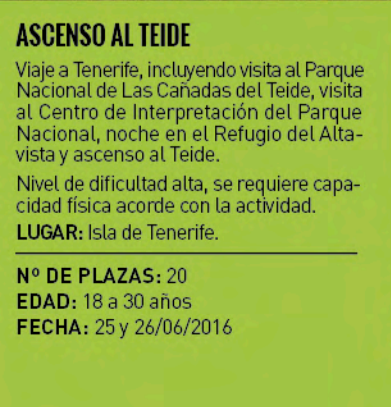 ASCENSO AL TEIDE
Viaje a Tenerife, incluyendo visita al Parque
Nacional de Las Cañadas del Teide, visita
al Centro de Interpretación del Parque
Nacional, noche en el Refugio del Alta-
vista y ascenso al Teide.
Nivel de dificultad alta, se requiere capa-
cidad física acorde con la actividad.
LUGAR: Isla de Tenerife.
Nº DE PLAZAS: 20
EDAD: 18 a 30 años
FECHA: 25 y 26/06/2016